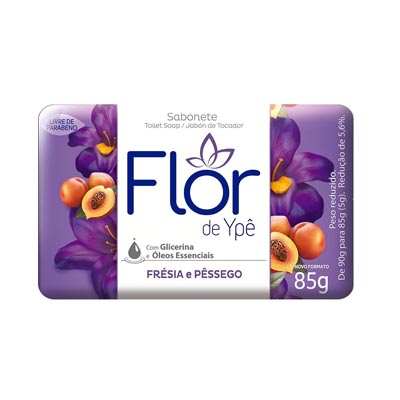 LIVRE DE
PARABENO
Sabonete
Toilet Soap / Jabón de Tocador
Flor
de Ypê
Com Glicerina
e Óleos Essenciais
FRÉSIA e PÊSSEGO
Peso reduzido.
De 90g para 85g (5g). Redução de 5,6%.
NOVO FORMATO
85g